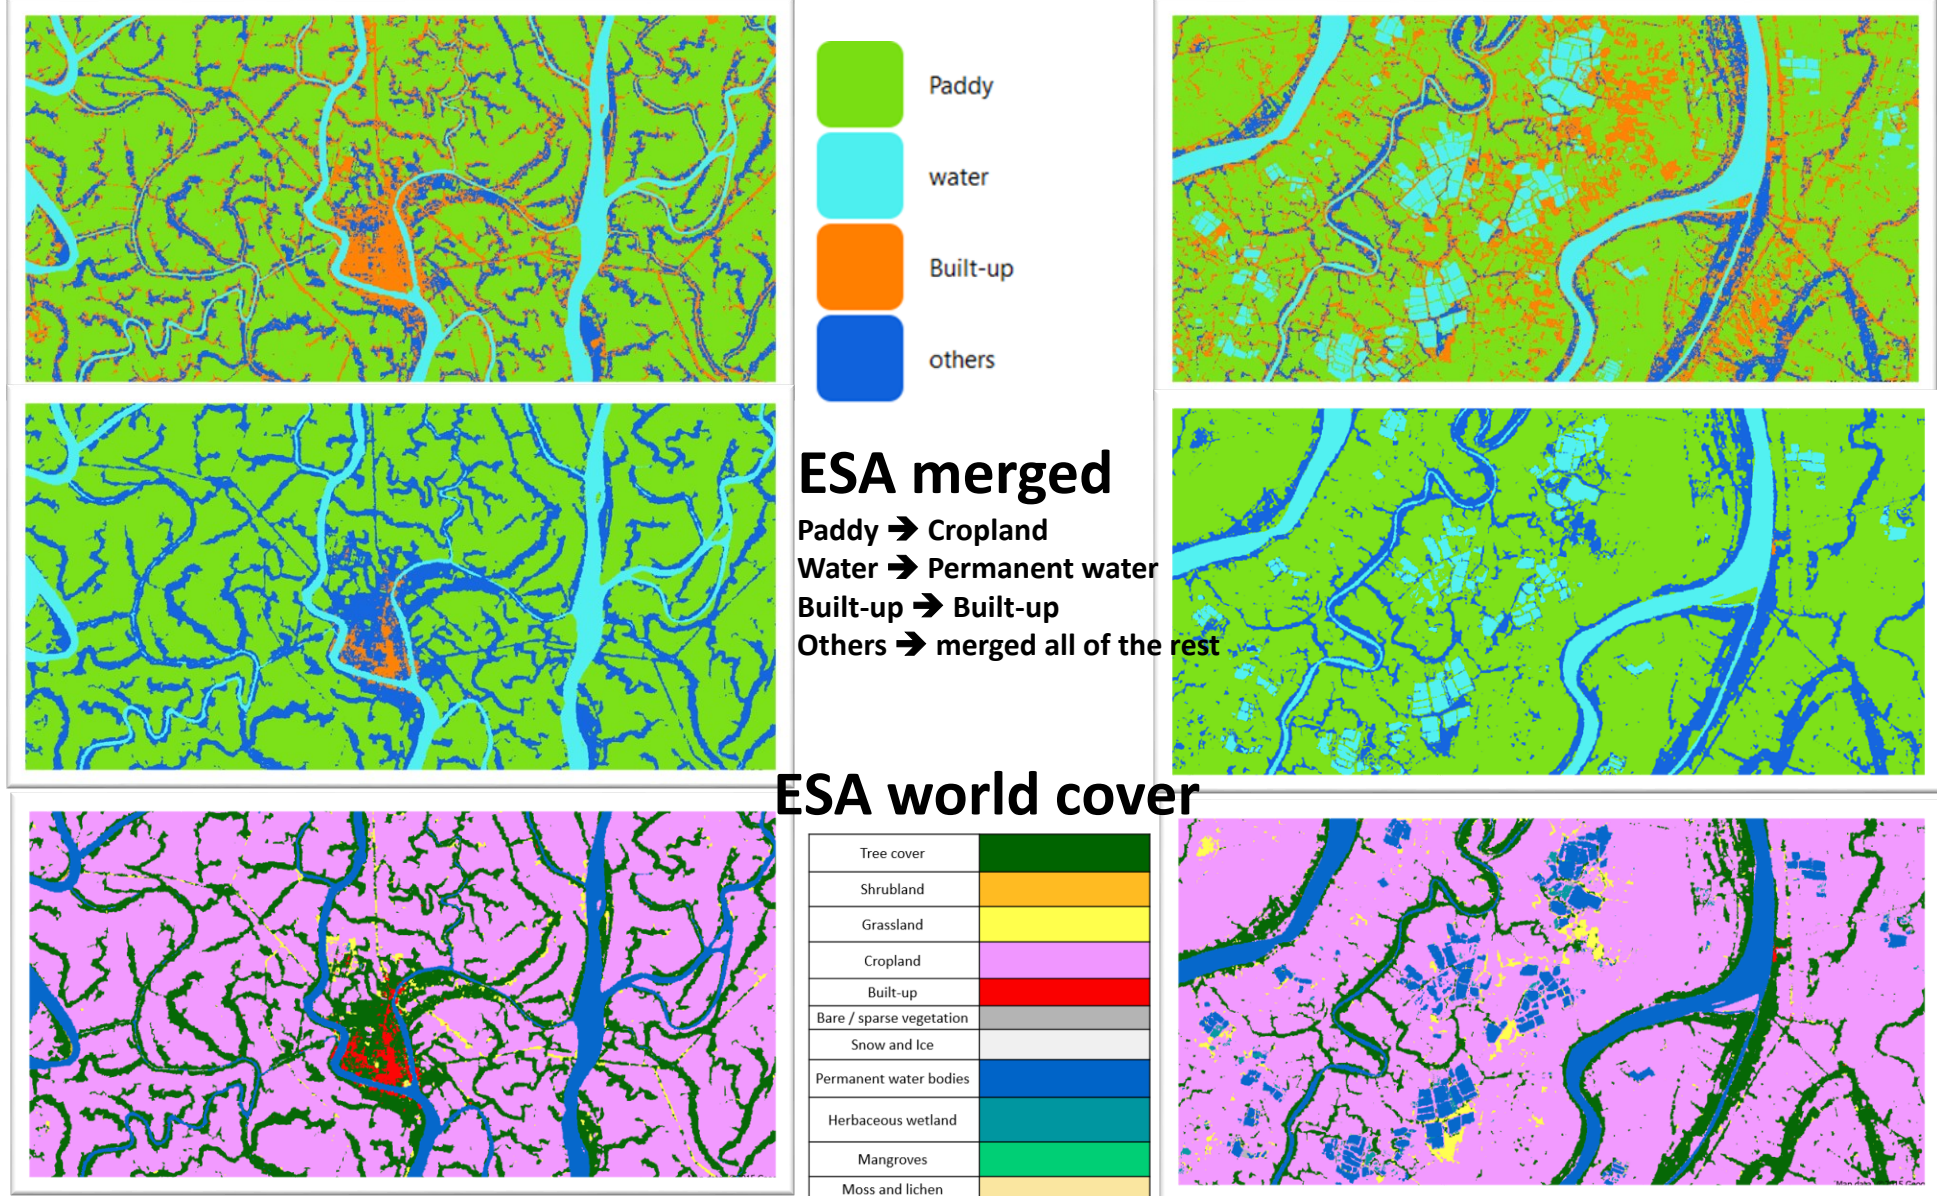 Paddy
water
Built-up
others
ESA merged
Paddy 🡺 Cropland
Water 🡺 Permanent water
Built-up 🡺 Built-up
Others 🡺 merged all of the rest
ESA world cover
Tree cover
Shrubland
Grassland
Cropland
Built-up
Bare / sparse vegetation
Snow and Ice
Permanent water bodies
Herbaceous wetland
Mangroves
Moss and lichen